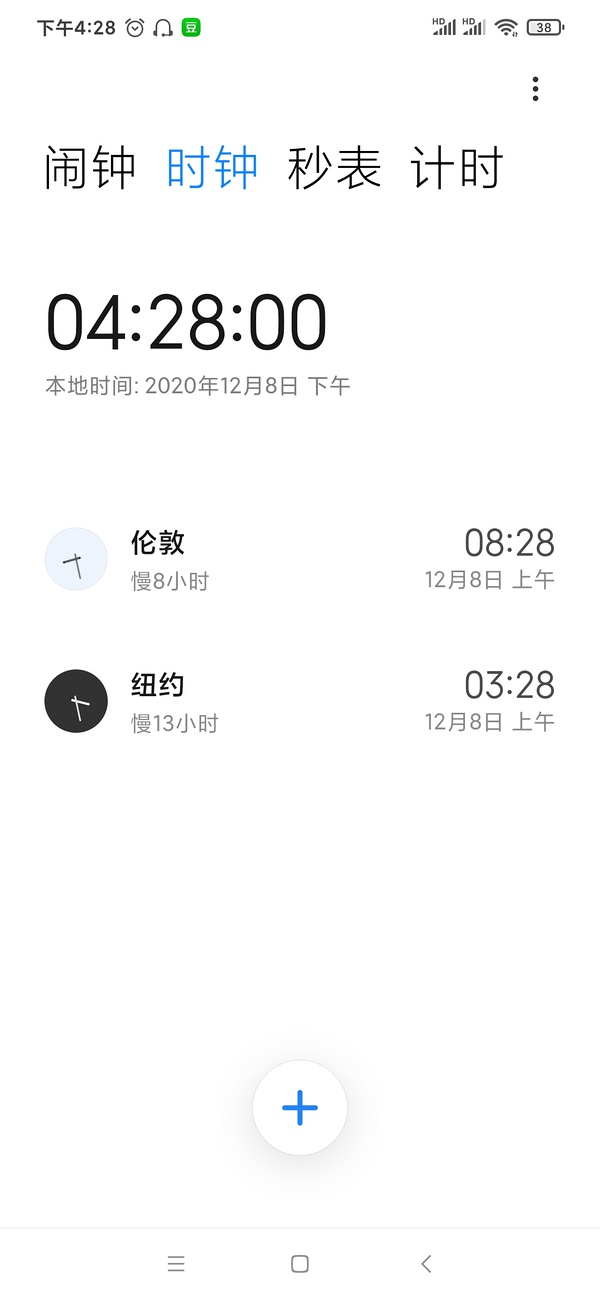 下午4:28 豆 HD HD 38
闹钟 时钟 秒表 计时
04:28:00
本地时间: 2020年12月8日 下午
伦敦 08:28
慢8小时 12月8日 上午
纽约 03:28
慢13小时 12月8日 上午